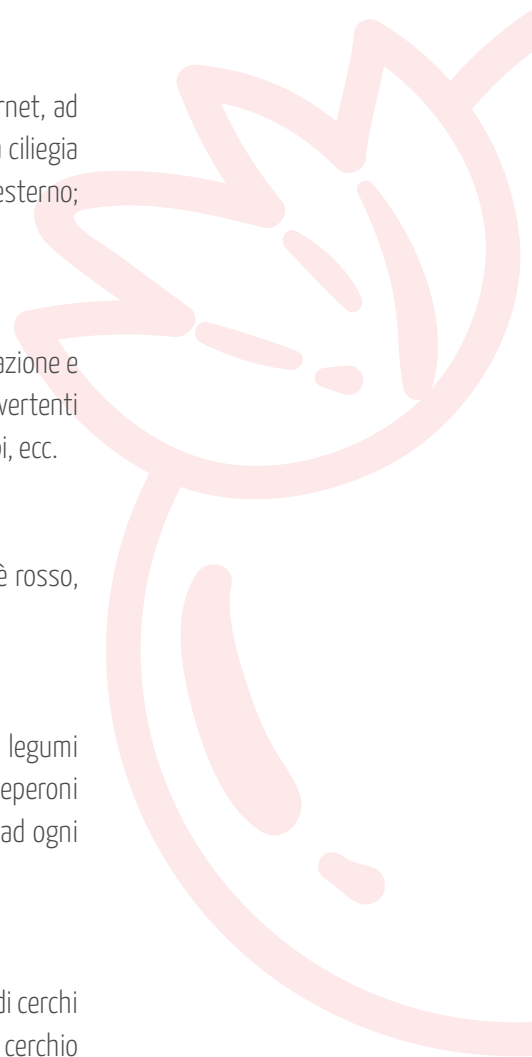 rnet, ad
ciliegia
esterno;
azione e
vertenti
i, ecc.
è rosso,
legumi
eperoni
ad ogni
di cerchi
cerchio